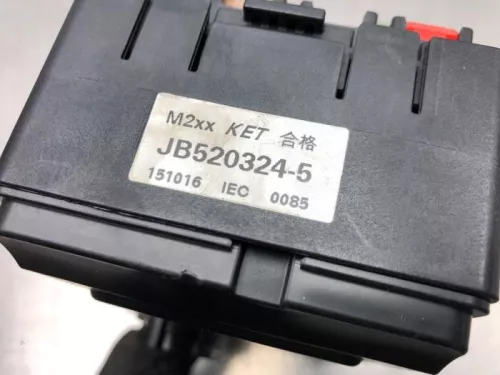 M2xx KET 合格
JB520324-5
151016 IEC 0085